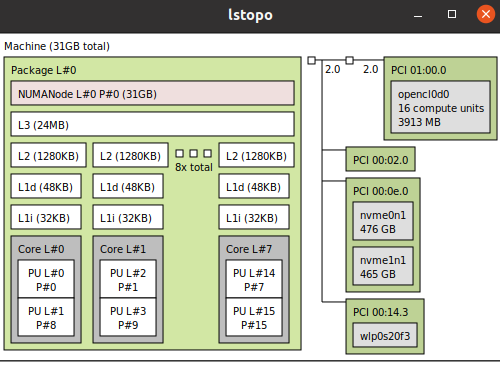 lstopo
Machine (31GB total)
Package L#0
NUMANode L#0 P#0 (31GB)
L3 (24MB)
L2 (1280KB)
L2 (1280KB)
8x total
L2 (1280KB)
L1d (48KB)
L1d (48KB)
L1d (48KB)
L1i (32KB)
L1i (32KB)
L1i (32KB)
Core L#0
PU L#0
P#0
PU L#1
P#8
Core L#1
PU L#2
P#1
PU L#3
P#9
Core L#7
PU L#14
P#7
PU L#15
P#15
2.0
2.0
PCI 01:00.0
opencl0d0
16 compute units
3913 MB
PCI 00:02.0
PCI 00:0e.0
nvme0n1
476 GB
nvme1n1
465 GB
PCI 00:14.3
wlp0s20f3